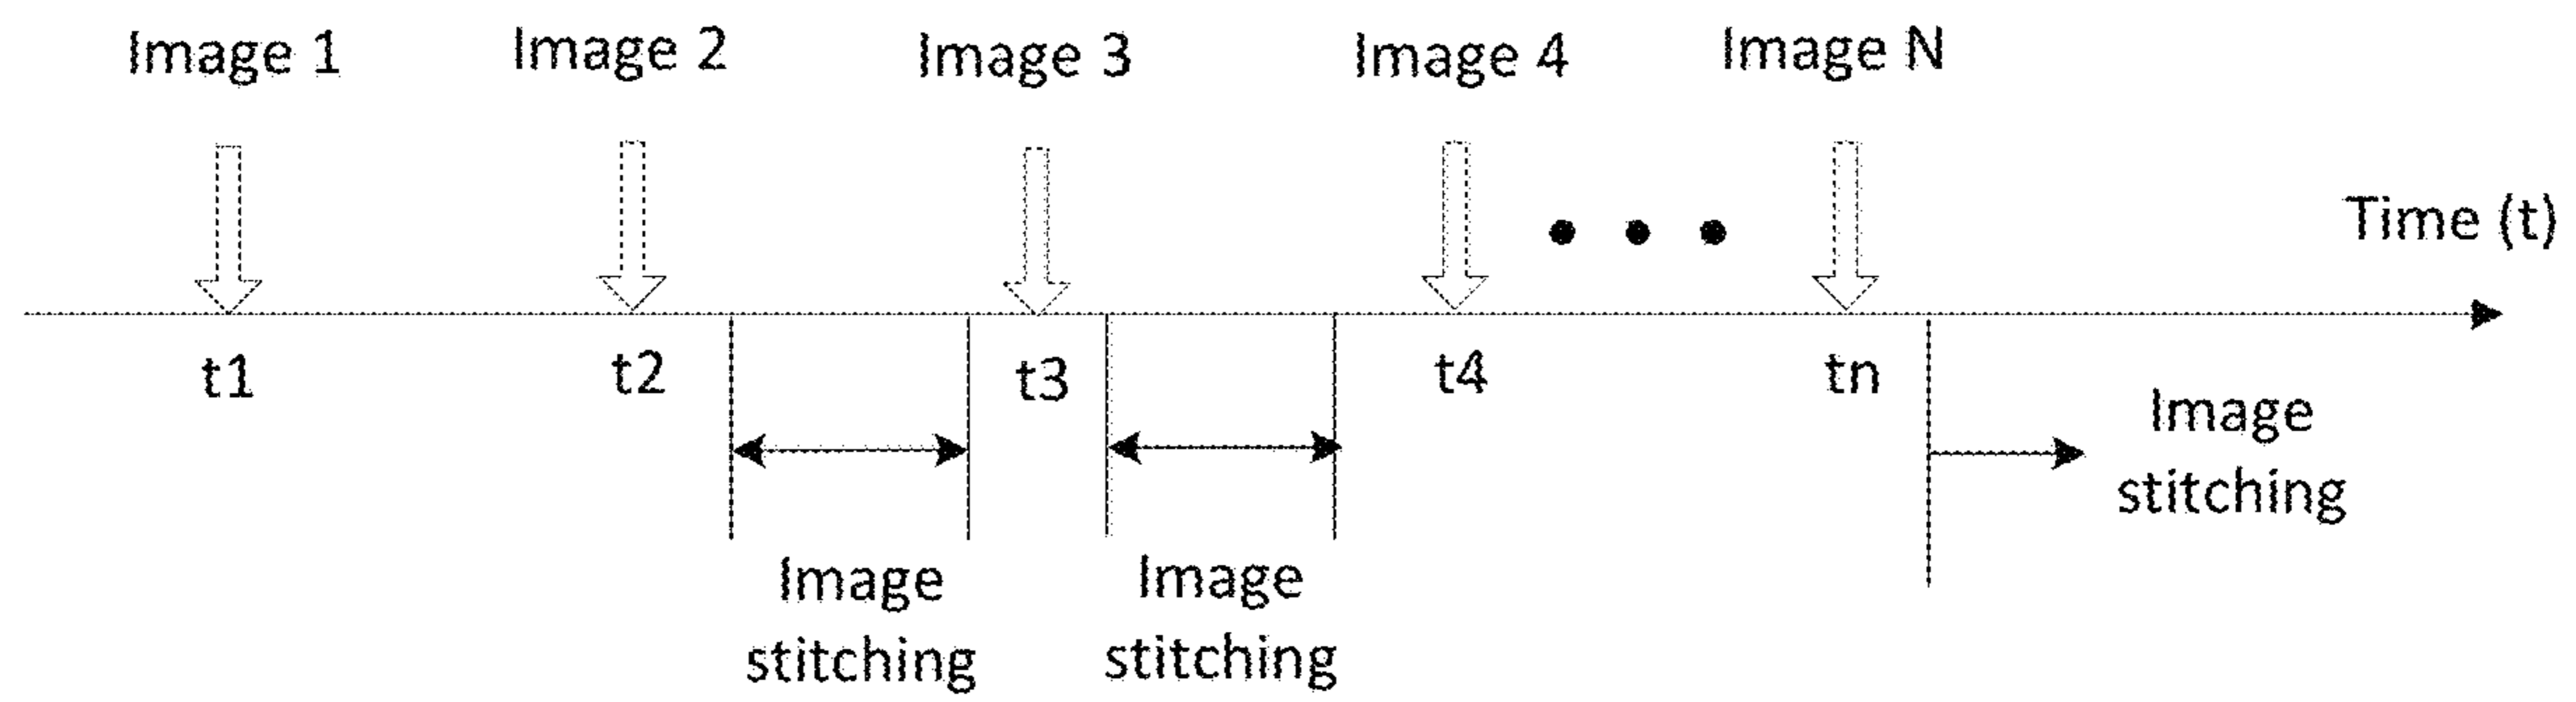 Image 1
Image 2
Image 3
Image 4
Image N
Time (t)
t1
t2
t3
t4
tn
Image
stitching
Image
stitching
Image
stitching